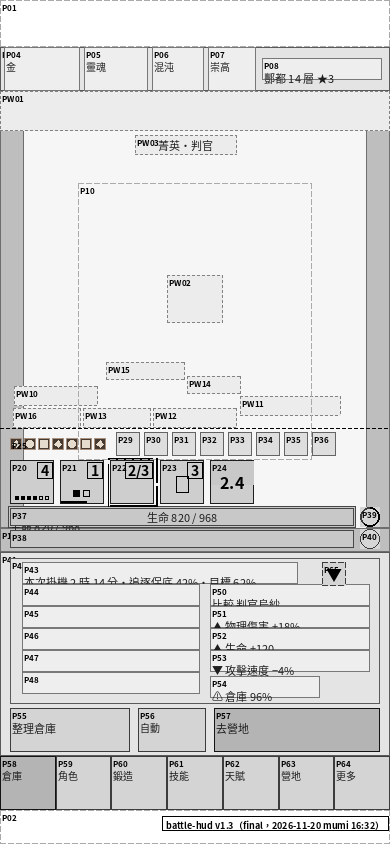 P01
P04
金
P05
靈魂
P06
混沌
P07
崇高
P08
酆都 14 層 ★3
PW01
PW03
菁英・判官
P10
PW02
PW15
PW14
PW10
PW11
PW16
PW13
PW12
P29
P30
P31
P32
P33
P34
P35
P36
P20
4
P21
1
P22
2/3
P23
3
P24
2.4
P37
生命 820 / 968
P39
P38
P40
P43
本次掛機 2 時 14 分・追逐保底 42%・目標 62%
P44
P50
比較 判官烏紗
P45
P51
▲ 物理傷害 +18%
P46
P52
▲ 生命 +120
P47
P53
▼ 攻擊速度 −4%
P48
P54
⚠ 倉庫 96%
P55
整理倉庫
P56
自動
P57
去營地
P58
倉庫
P59
角色
P60
鍛造
P61
技能
P62
天賦
P63
營地
P64
更多
P02
battle-hud v1.3（final・2026-11-20 mumi 16:32）